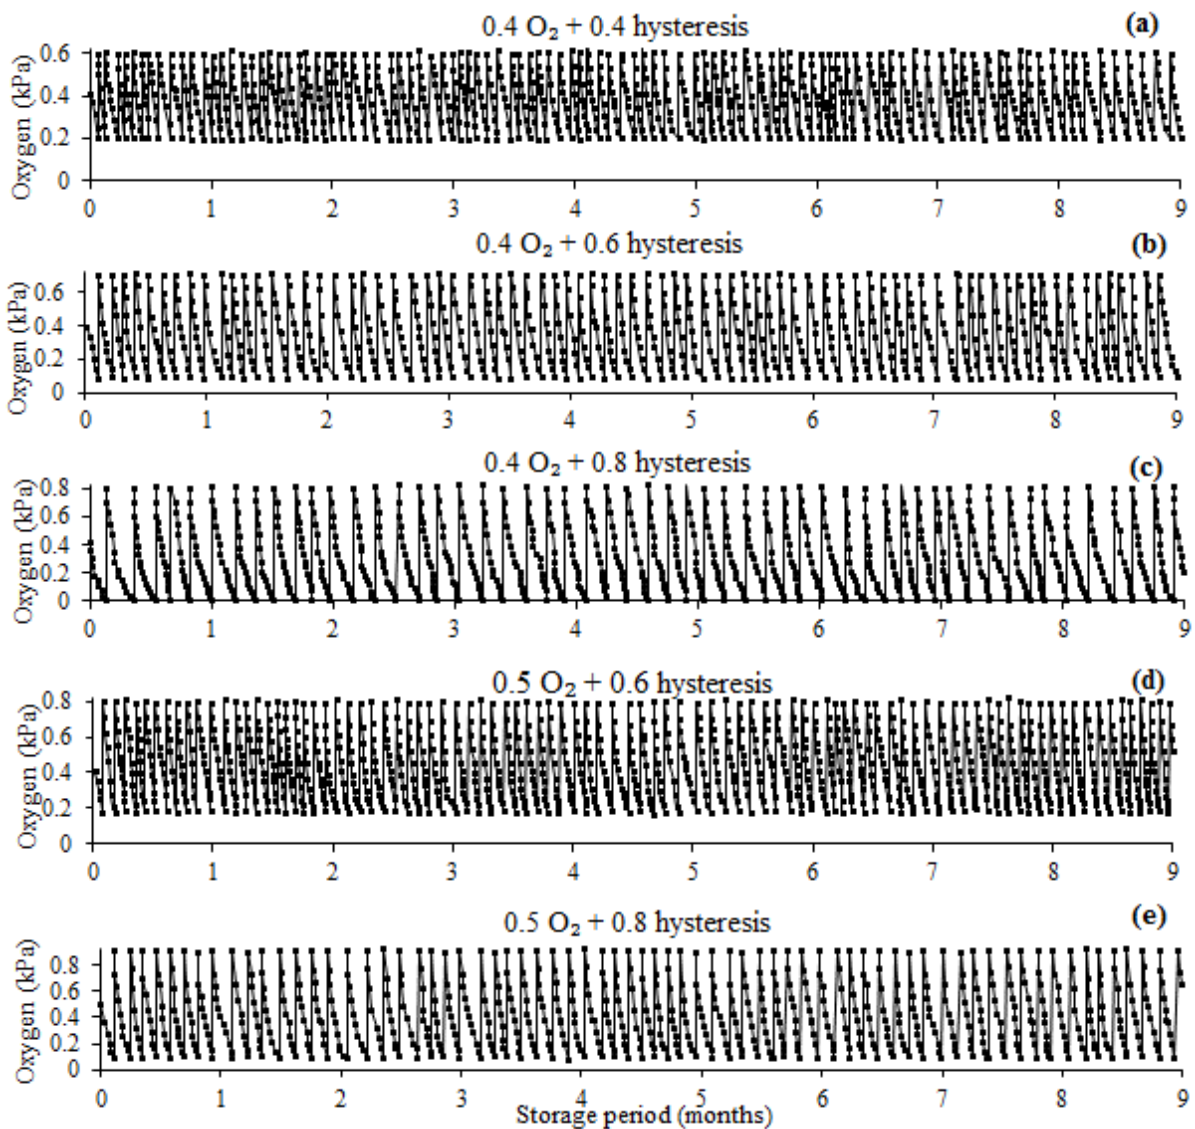 0.4 O₂ + 0.4 hysteresis (a)
Oxygen (kPa)
0.6
0.4
0.2
0
0 1 2 3 4 5 6 7 8 9
0.4 O₂ + 0.6 hysteresis (b)
Oxygen (kPa)
0.6
0.4
0.2
0
0 1 2 3 4 5 6 7 8 9
0.4 O₂ + 0.8 hysteresis (c)
Oxygen (kPa)
0.8
0.6
0.4
0.2
0
0 1 2 3 4 5 6 7 8 9
0.5 O₂ + 0.6 hysteresis (d)
Oxygen (kPa)
0.8
0.6
0.4
0.2
0
0 1 2 3 4 5 6 7 8 9
0.5 O₂ + 0.8 hysteresis (e)
Oxygen (kPa)
0.8
0.6
0.4
0.2
0
0 1 2 3 4 5 6 7 8 9
Storage period (months)